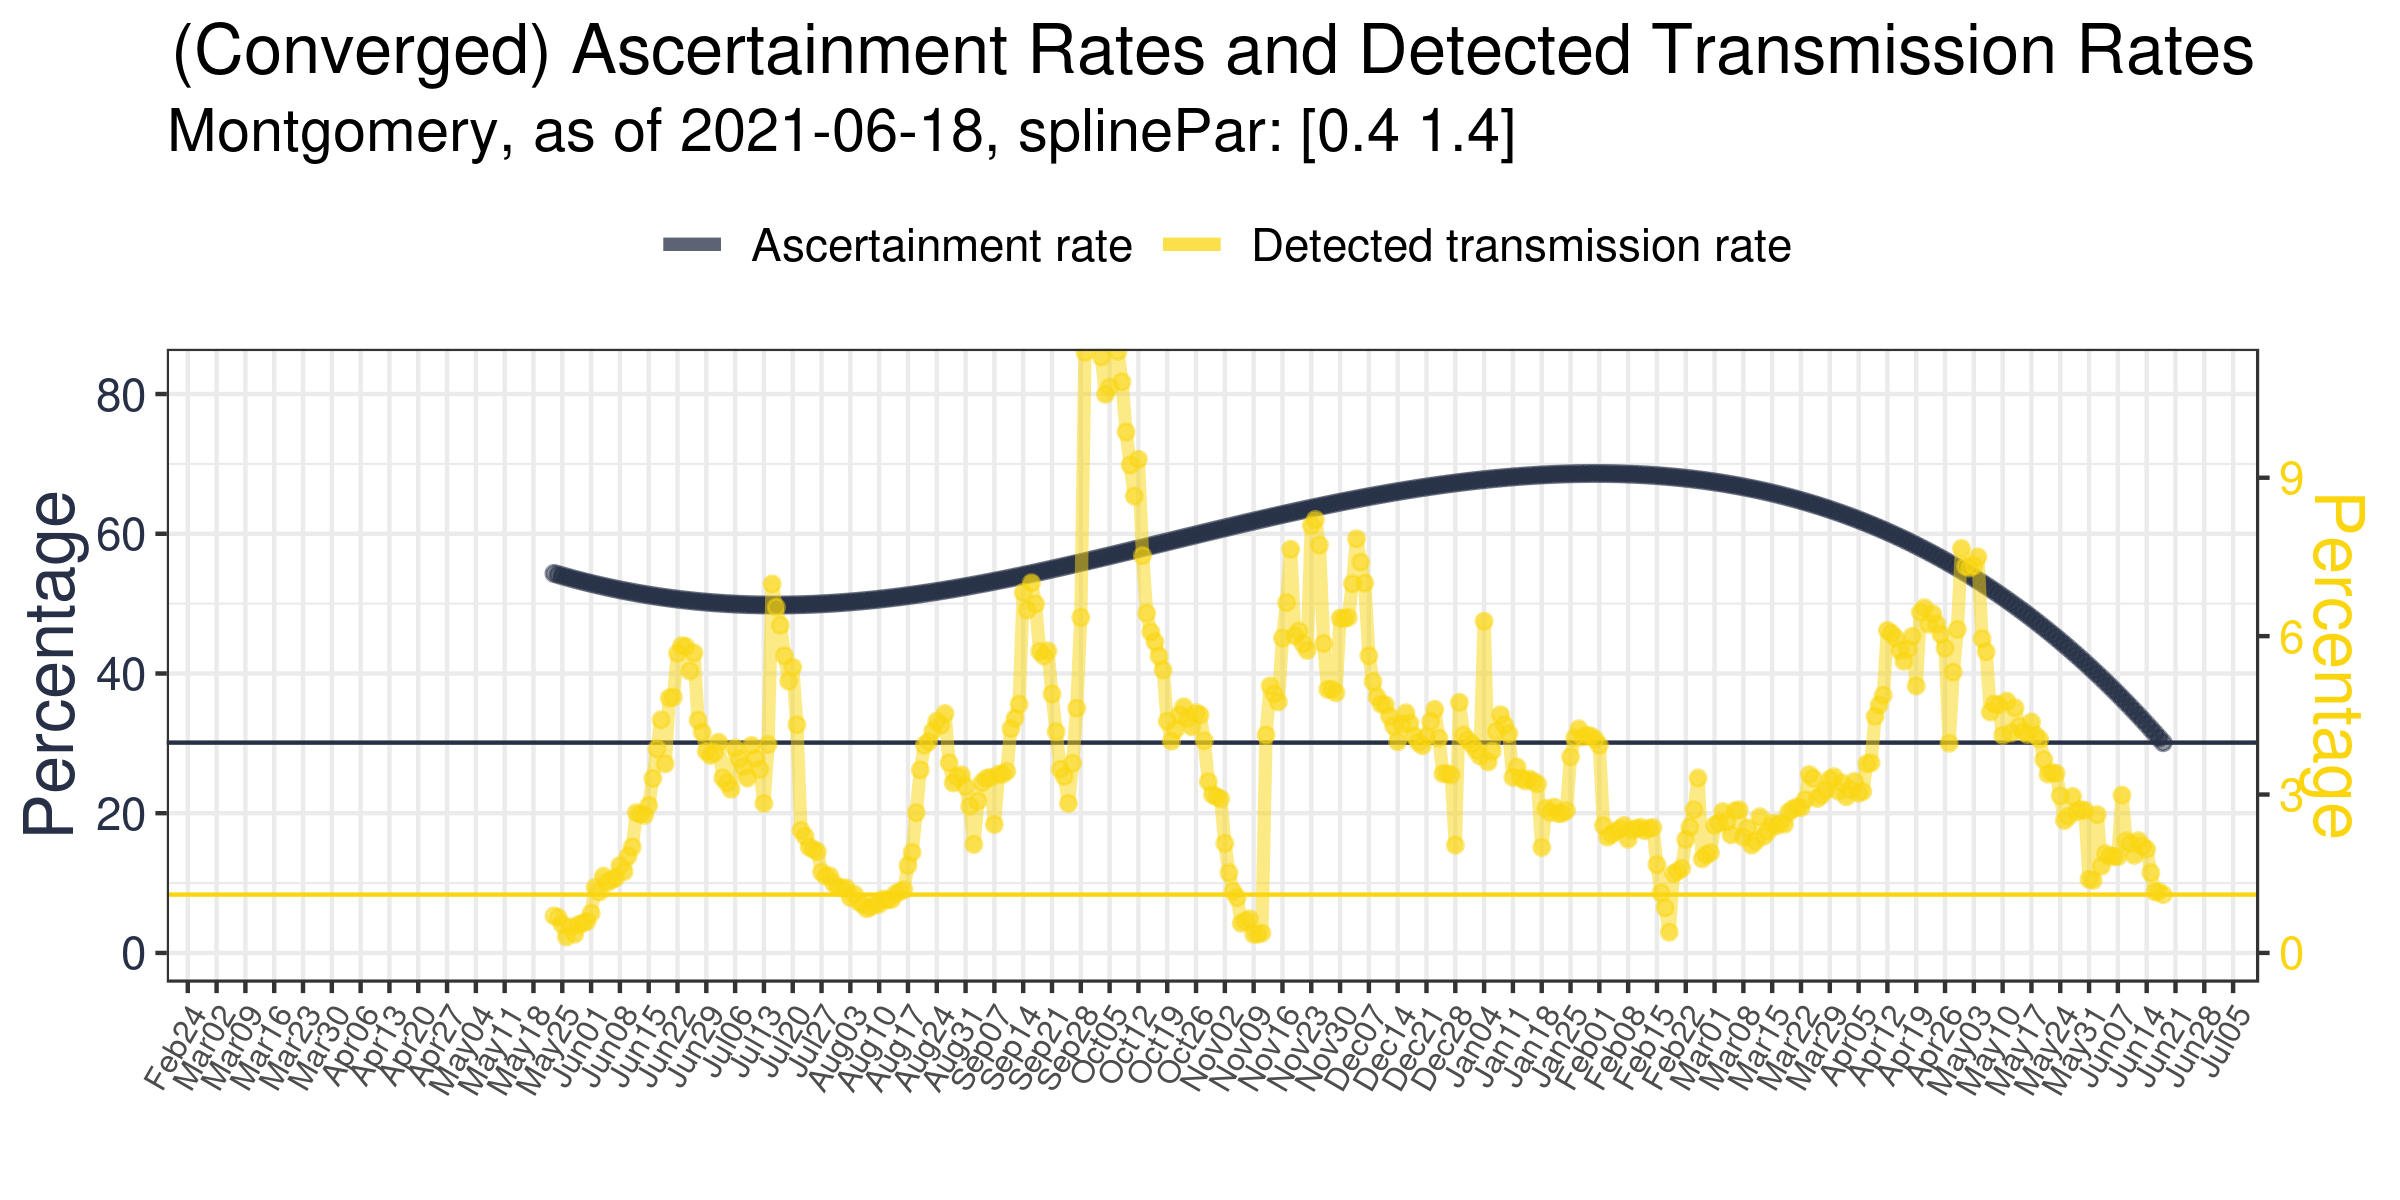 (Converged) Ascertainment Rates and Detected Transmission Rates
Montgomery, as of 2021-06-18, splinePar: [0.4 1.4]
Ascertainment rate Detected transmission rate
Percentage
80
60
40
20
0
9
6
3
0
Percentage
Feb24 Mar02 Mar09 Mar16 Mar23 Mar30 Apr06 Apr13 Apr20 Apr27 May04 May11 May18 May25 Jun01 Jun08 Jun15 Jun22 Jun29 Jul06 Jul13 Jul20 Jul27 Aug03 Aug10 Aug17 Aug24 Aug31 Sep07 Sep14 Sep21 Sep28 Oct05 Oct12 Oct19 Oct26 Nov02 Nov09 Nov16 Nov23 Nov30 Dec07 Dec14 Dec21 Dec28 Jan04 Jan11 Jan18 Jan25 Feb01 Feb08 Feb15 Feb22 Mar01 Mar08 Mar15 Mar22 Mar29 Apr05 Apr12 Apr19 Apr26 May03 May10 May17 May24 May31 Jun07 Jun14 Jun21 Jun28 Jul05